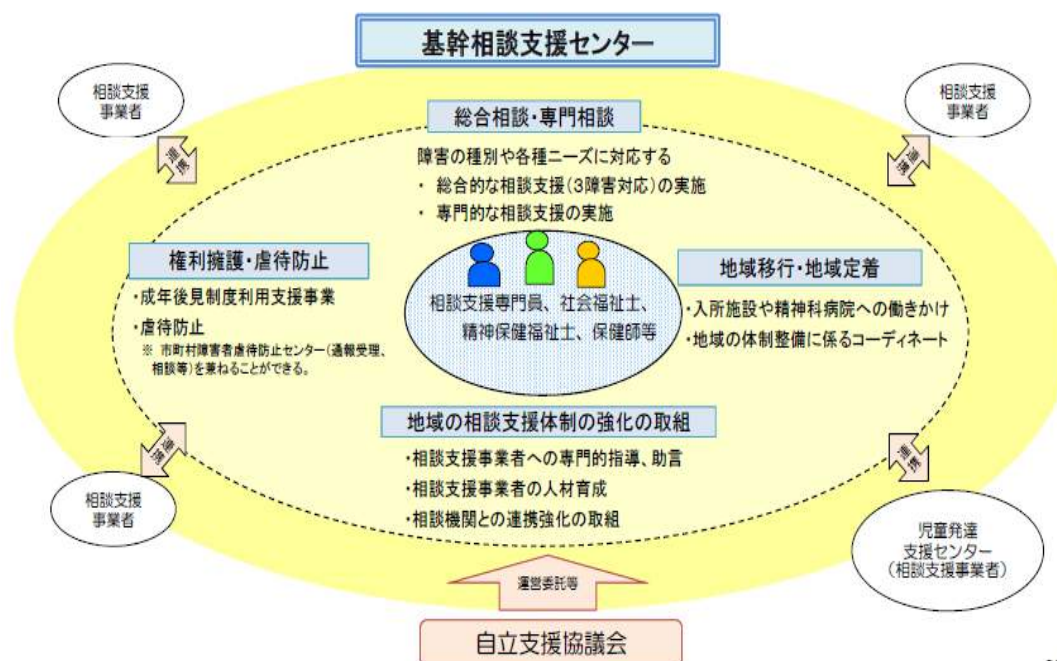 基幹相談支援センター
相談支援
事業者
相談支援
事業者
連携
連携
総合相談・専門相談
障害の種別や各種ニーズに対応する
・ 総合的な相談支援(3障害対応)の実施
・ 専門的な相談支援の実施
権利擁護・虐待防止
・成年後見制度利用支援事業
・虐待防止
※ 市町村障害者虐待防止センター(通報受理、
相談等)を兼ねることができる。
相談支援専門員、社会福祉士、
精神保健福祉士、保健師等
地域移行・地域定着
・入所施設や精神科病院への働きかけ
・地域の体制整備に係るコーディネート
地域の相談支援体制の強化の取組
・相談支援事業者への専門的指導、助言
・相談支援事業者の人材育成
・相談機関との連携強化の取組
連携
連携
相談支援
事業者
児童発達
支援センター
(相談支援事業者)
運営委託等
自立支援協議会